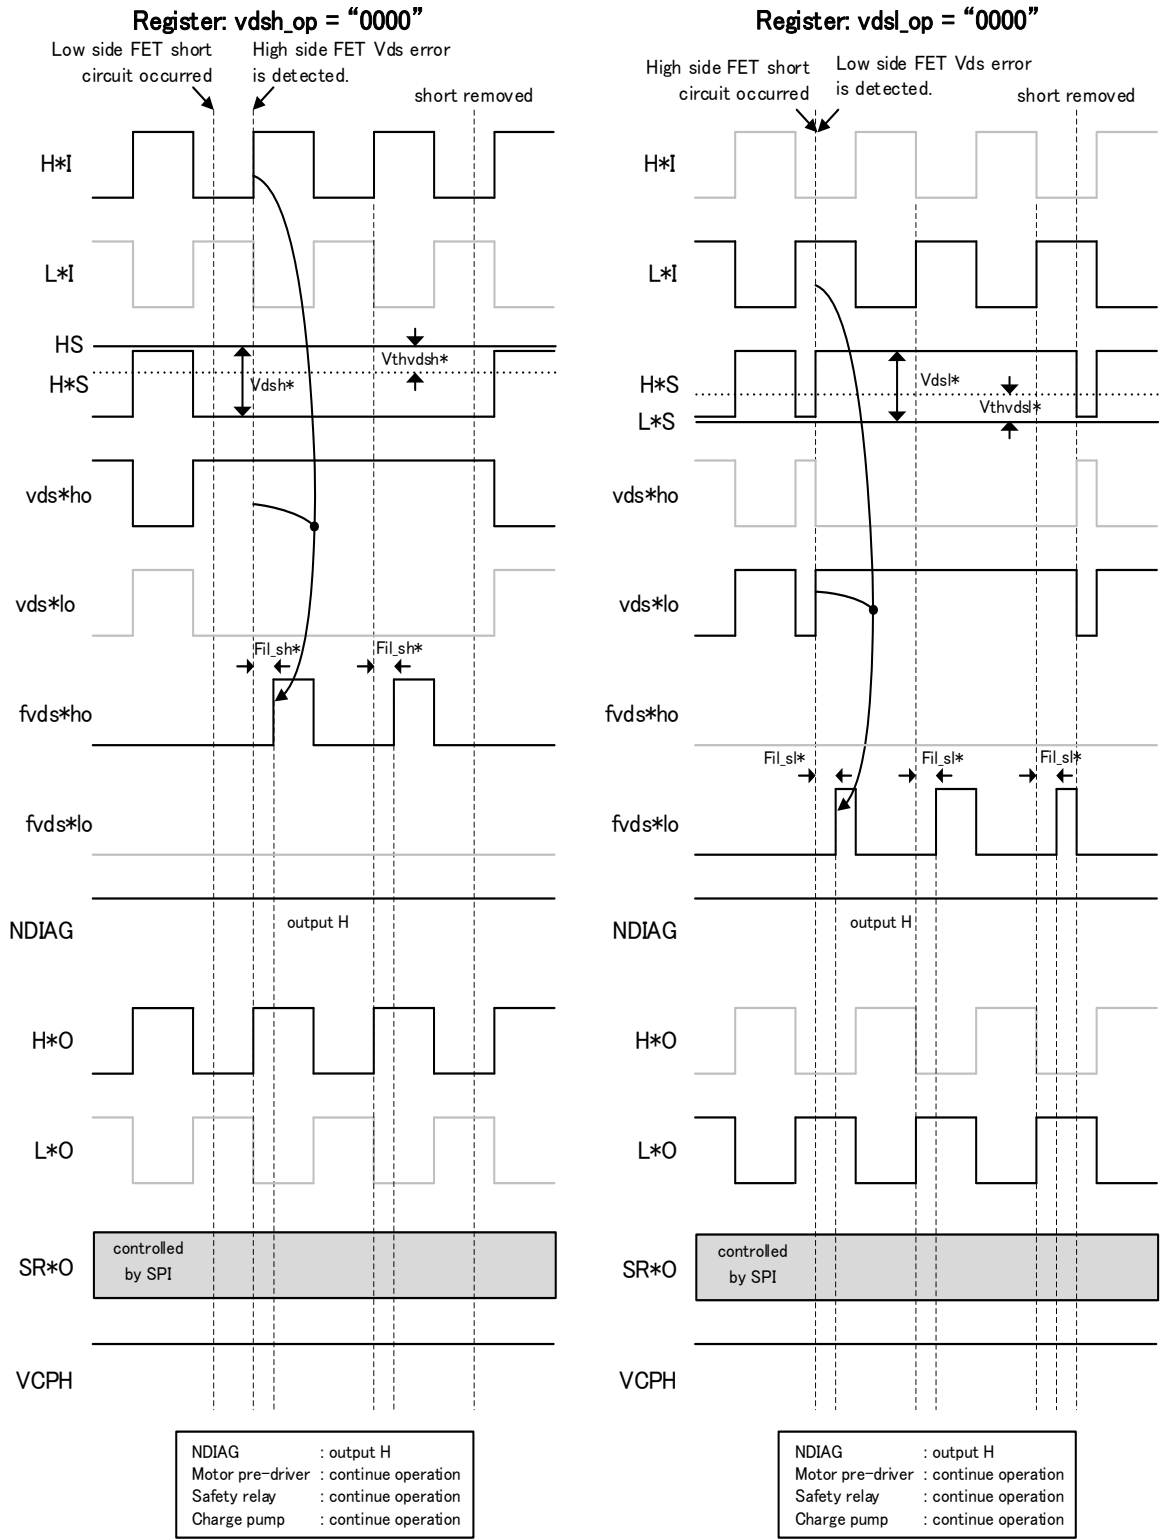 Register: vdsh_op = “0000”
Low side FET short
circuit occurred
High side FET Vds error
is detected.
short removed
H*I
L*I
HS
H*S
Vdsh*
Vthvdsh*
vds*ho
vds*lo
Fil_sh*
Fil_sh*
fvds*ho
fvds*lo
NDIAG
output H
H*O
L*O
SR*O
controlled
by SPI
VCPH
NDIAG : output H
Motor pre-driver : continue operation
Safety relay : continue operation
Charge pump : continue operation
Register: vdsl_op = “0000”
High side FET short
circuit occurred
Low side FET Vds error
is detected.
short removed
H*I
L*I
H*S
L*S
Vdsl*
Vthvdsl*
vds*ho
vds*lo
fvds*ho
Fil_sl*
Fil_sl*
Fil_sl*
fvds*lo
NDIAG
output H
H*O
L*O
SR*O
controlled
by SPI
VCPH
NDIAG : output H
Motor pre-driver : continue operation
Safety relay : continue operation
Charge pump : continue operation